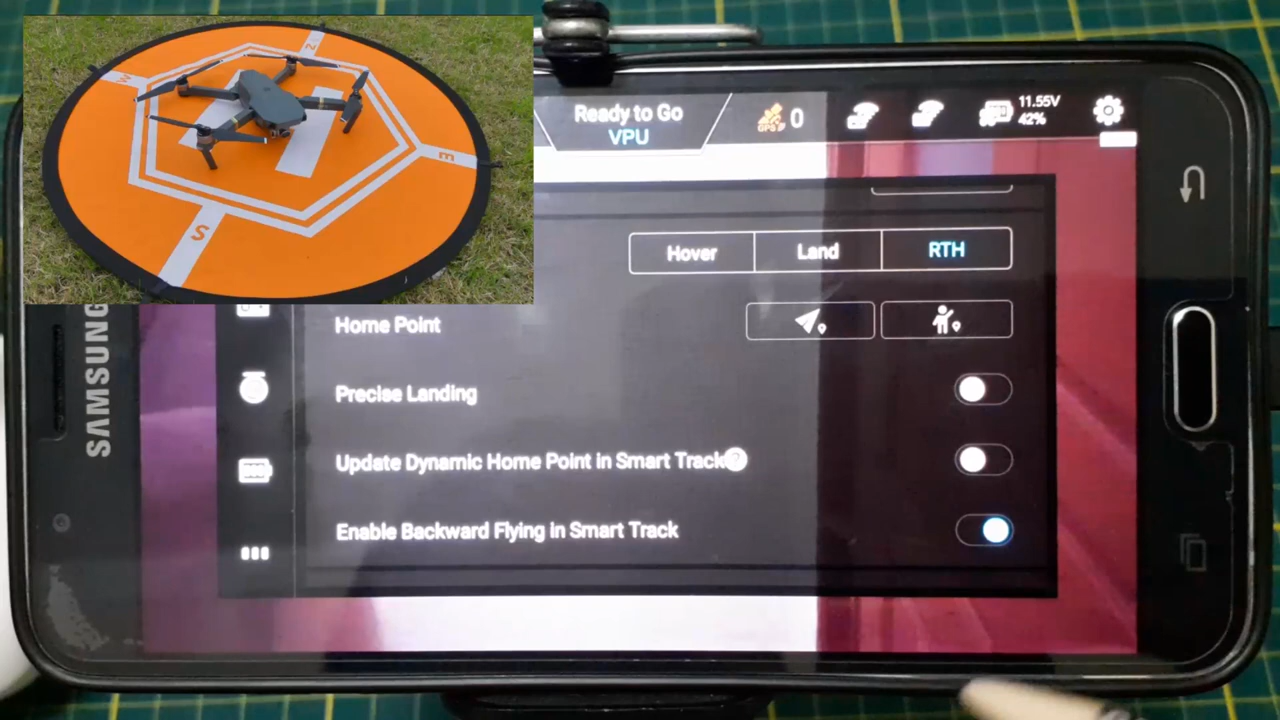 N
W
E
S
SAMSUNG
Ready to Go
VPU
GPS
0
11.55V
42%
Hover
Land
RTH
Home Point
Precise Landing
Update Dynamic Home Point in Smart Track?
Enable Backward Flying in Smart Track